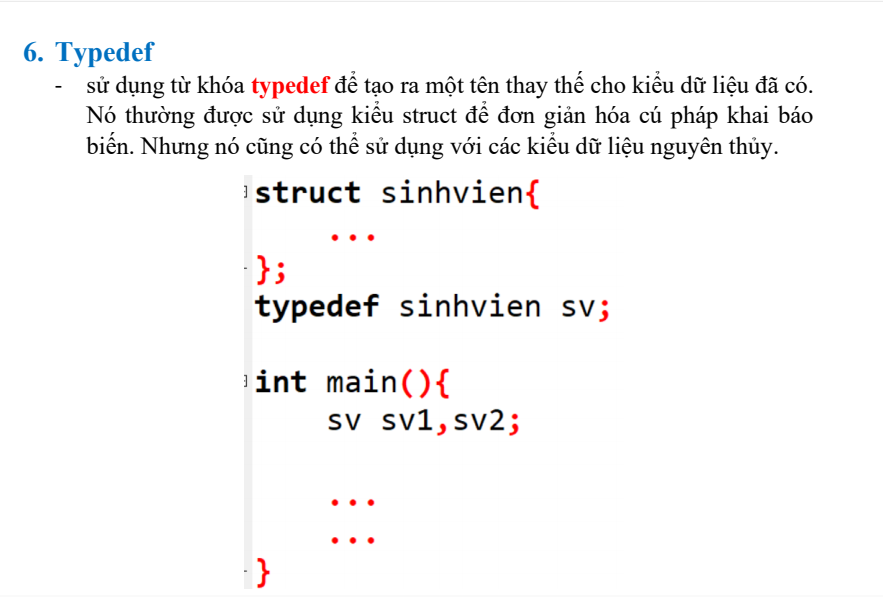 6. Typedef
- sử dụng từ khóa typedef để tạo ra một tên thay thế cho kiểu dữ liệu đã có.
Nó thường được sử dụng kiểu struct để đơn giản hóa cú pháp khai báo
biến. Nhưng nó cũng có thể sử dụng với các kiểu dữ liệu nguyên thủy.
struct sinhvien{
...
};
typedef sinhvien sv;
int main(){
sv sv1,sv2;
...
...
}